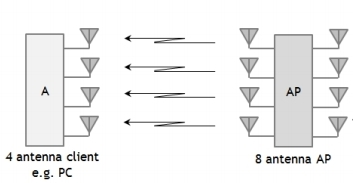 A
AP
4 antenna client
e.g. PC
8 antenna AP